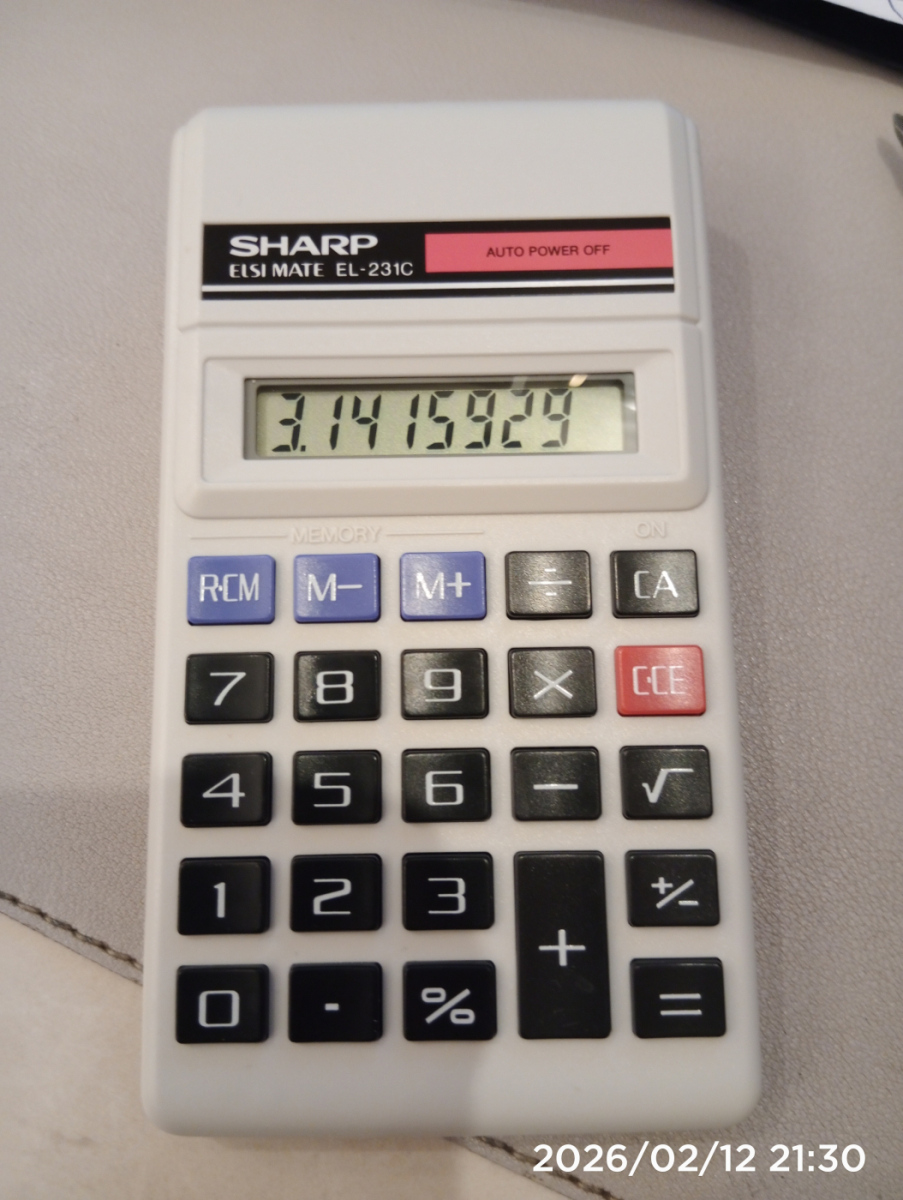 SHARP
ELSI MATE EL-231C
AUTO POWER OFF
3.1415929
MEMORY
ON
R·CM M− M+ ÷ CA
7 8 9 × C·CE
4 5 6 − √
1 2 3 + +/−
0 . % =
2026/02/12 21:30